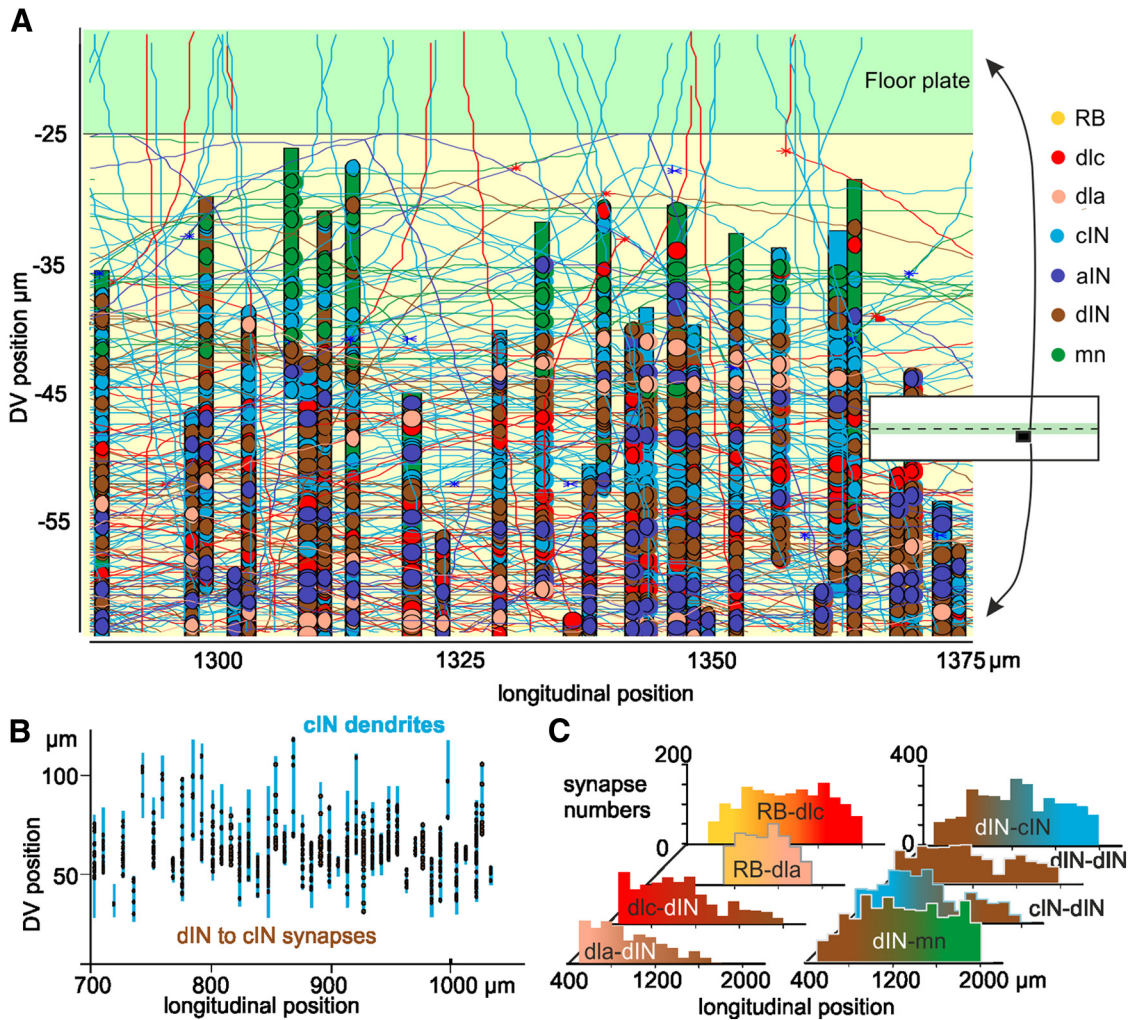 A
Floor plate
-25
-35
-45
-55
DV position µm
1300 1325 1350 1375 µm
longitudinal position
RB
dlc
dla
cIN
aIN
dIN
mn
B
cIN dendrites
µm
100
50
DV position
dIN to cIN synapses
700 800 900 1000 µm
longitudinal position
C
200
synapse
numbers
0
RB-dlc
RB-dla
dlc-dIN
dla-dIN
400 1200 2000
400
0
dIN-cIN
dIN-dIN
cIN-dIN
dIN-mn
400 1200 2000 µm
longitudinal position